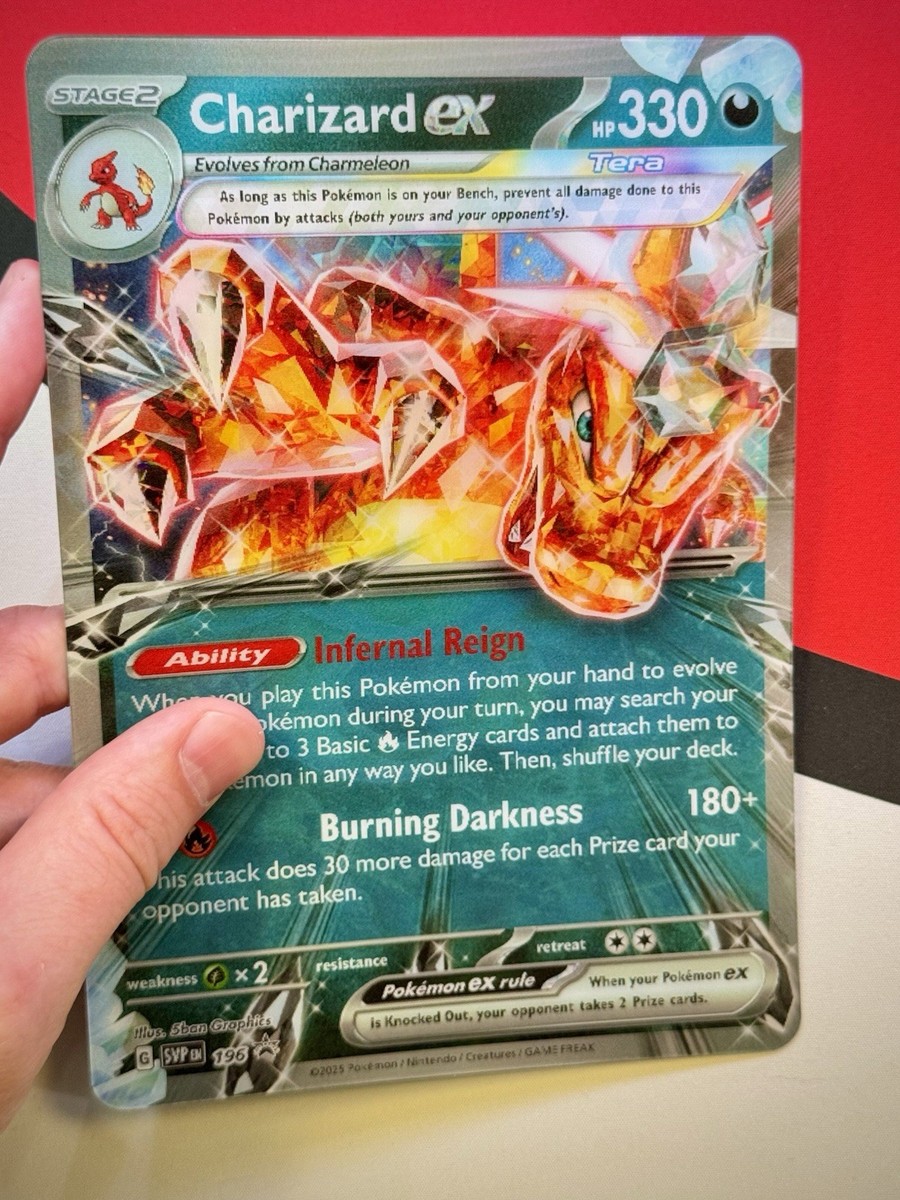 STAGE2
Charizard ex
HP 330
Evolves from Charmeleon
Tera
As long as this Pokémon is on your Bench, prevent all damage done to this
Pokémon by attacks (both yours and your opponent's).
Ability Infernal Reign
When you play this Pokémon from your hand to evolve
okémon during your turn, you may search your
to 3 Basic Energy cards and attach them to
émon in any way you like. Then, shuffle your deck.
Burning Darkness 180+
his attack does 30 more damage for each Prize card your
opponent has taken.
weakness ×2 resistance retreat
Pokémon ex rule When your Pokémon ex
is Knocked Out, your opponent takes 2 Prize cards.
Illus. 5ban Graphics
G SVP EN 196
©2025 Pokémon / Nintendo / Creatures / GAME FREAK